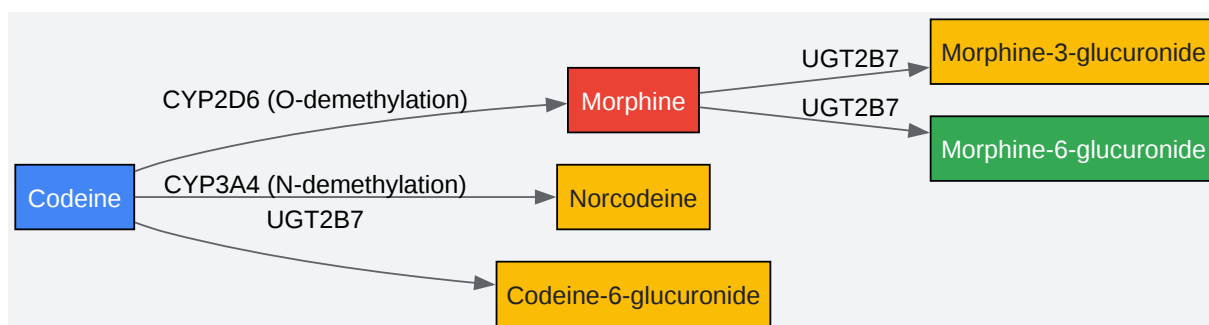 Morphine-3-glucuronide
UGT2B7
CYP2D6 (O-demethylation)
Morphine
UGT2B7
Morphine-6-glucuronide
Codeine
CYP3A4 (N-demethylation)
Norcodeine
UGT2B7
Codeine-6-glucuronide